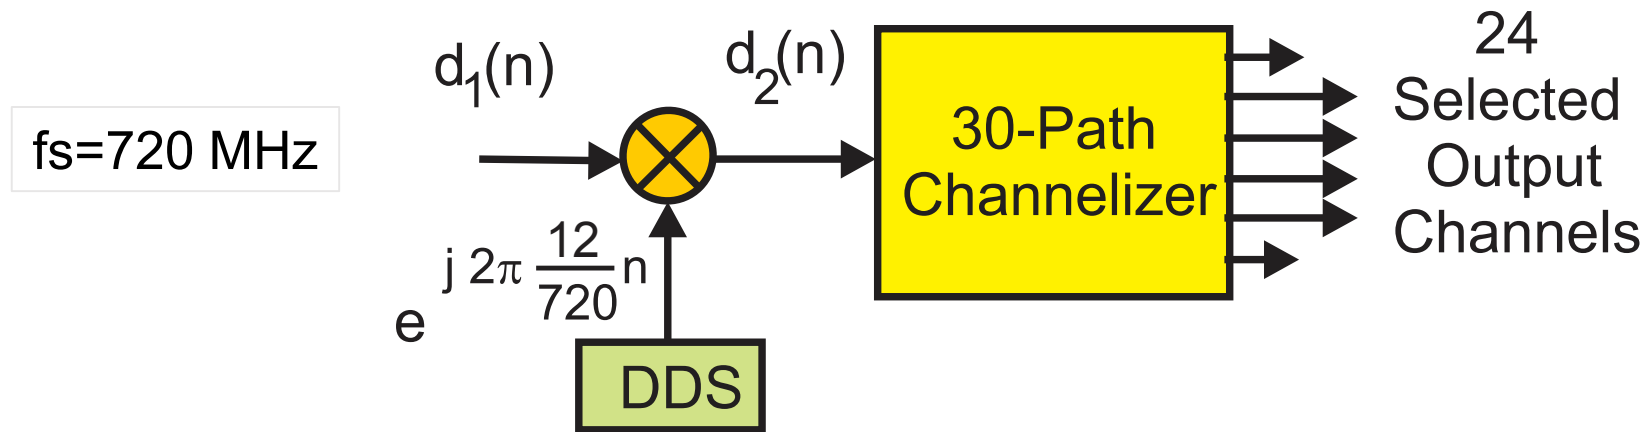 fs=720 MHz
d1(n)
d2(n)
e j 2π 12/720 n
DDS
30-Path
Channelizer
24
Selected
Output
Channels